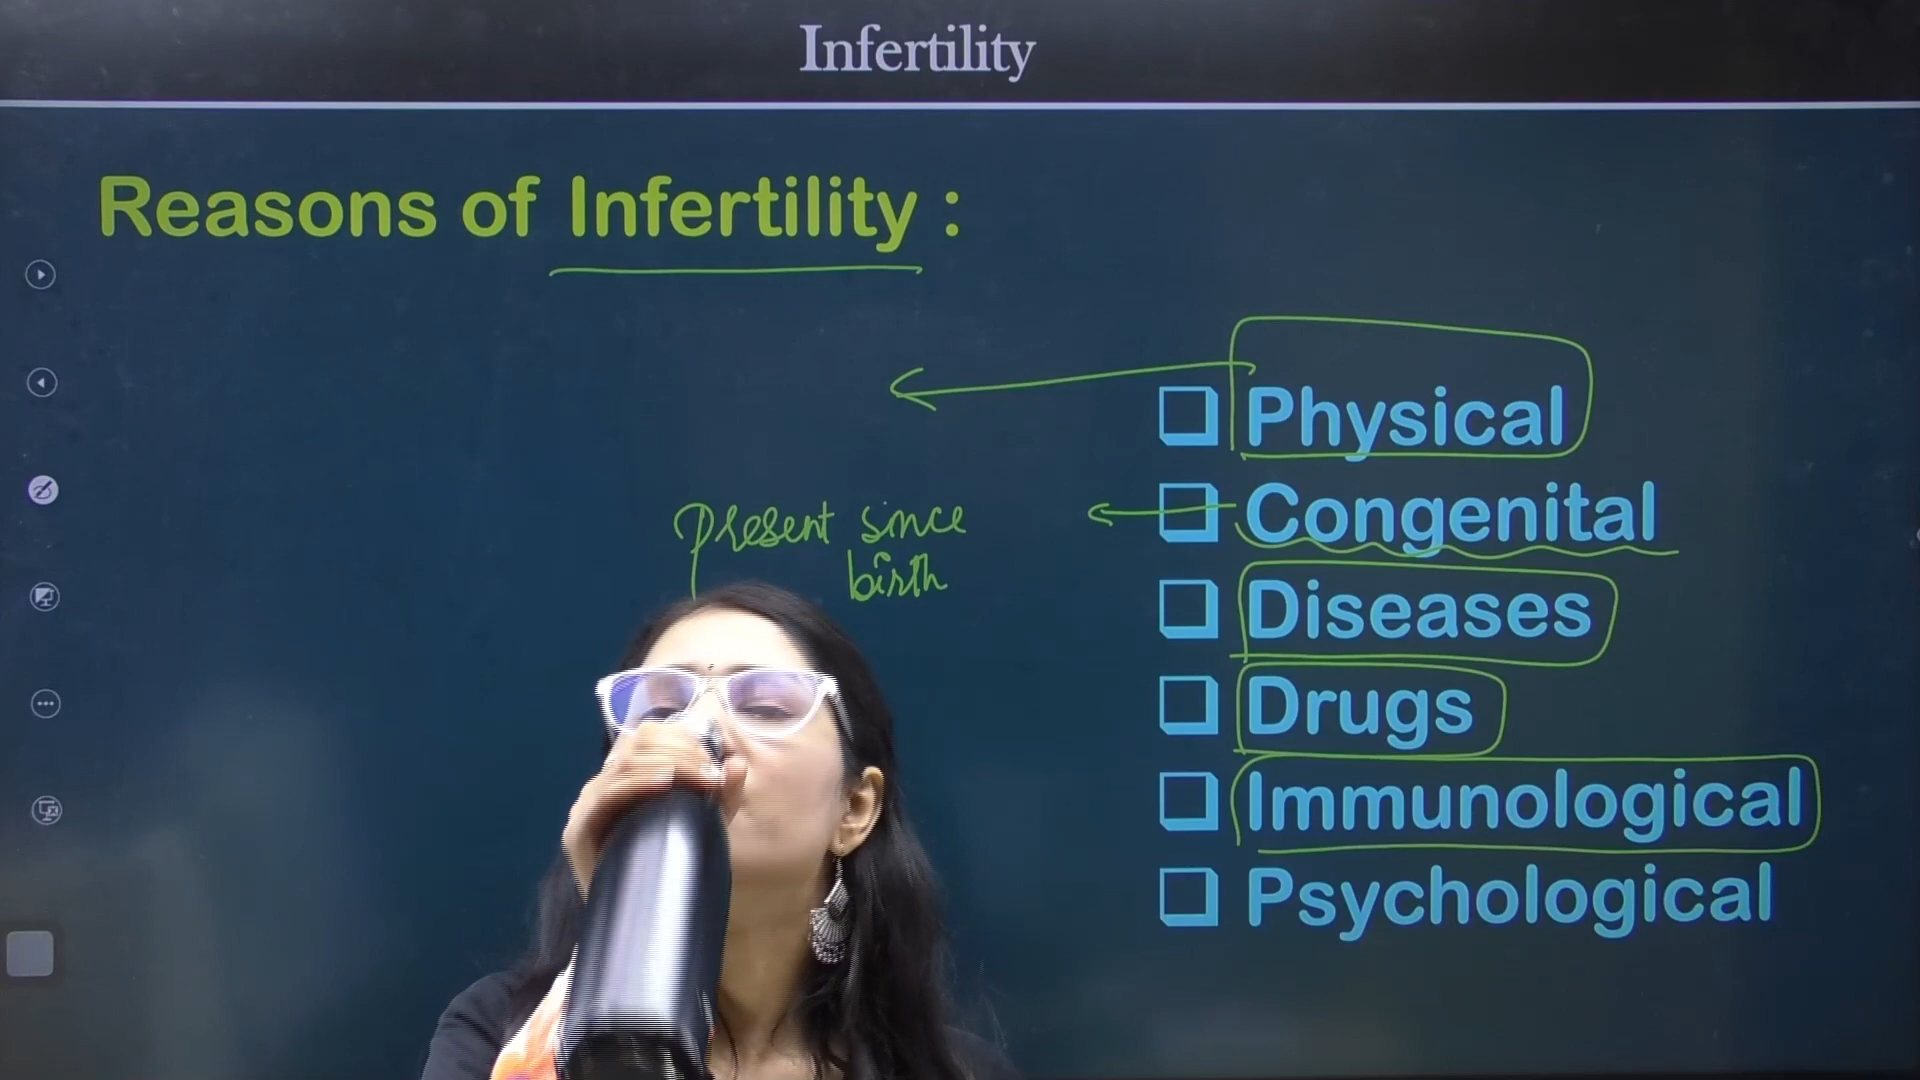 Infertility
Reasons of Infertility :
Physical
Congenital
present since
birth
Diseases
Drugs
Immunological
Psychological